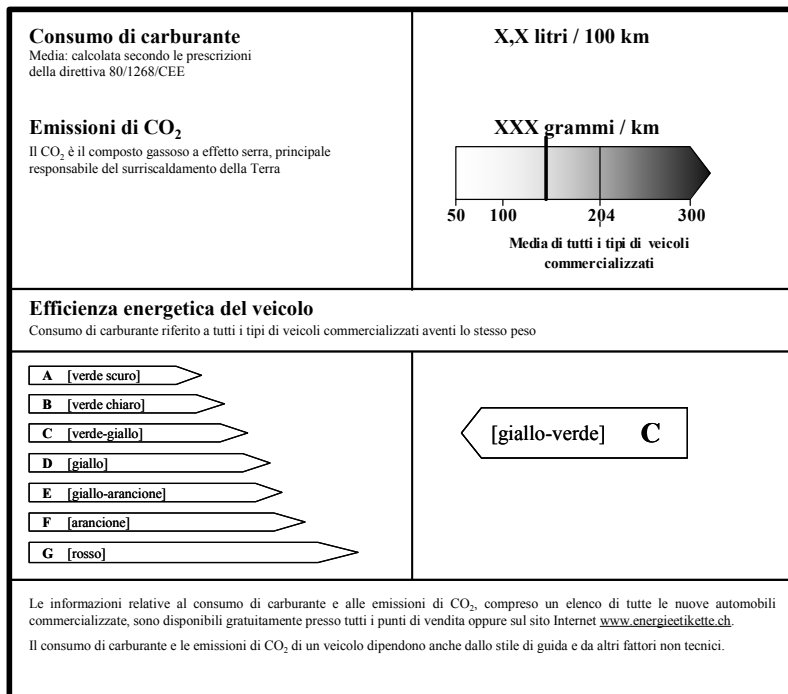 Consumo di carburante
Media: calcolata secondo le prescrizioni
della direttiva 80/1268/CEE
X,X litri / 100 km
Emissioni di CO₂
Il CO₂ è il composto gassoso a effetto serra, principale
responsabile del surriscaldamento della Terra
XXX grammi / km
50 100 204 300
Media di tutti i tipi di veicoli
commercializzati
Efficienza energetica del veicolo
Consumo di carburante riferito a tutti i tipi di veicoli commercializzati aventi lo stesso peso
A [verde scuro]
B [verde chiaro]
C [verde-giallo]
D [giallo]
E [giallo-arancione]
F [arancione]
G [rosso]
[giallo-verde] C
Le informazioni relative al consumo di carburante e alle emissioni di CO₂, compreso un elenco di tutte le nuove automobili
commercializzate, sono disponibili gratuitamente presso tutti i punti di vendita oppure sul sito Internet www.energieetikette.ch.
Il consumo di carburante e le emissioni di CO₂ di un veicolo dipendono anche dallo stile di guida e da altri fattori non tecnici.